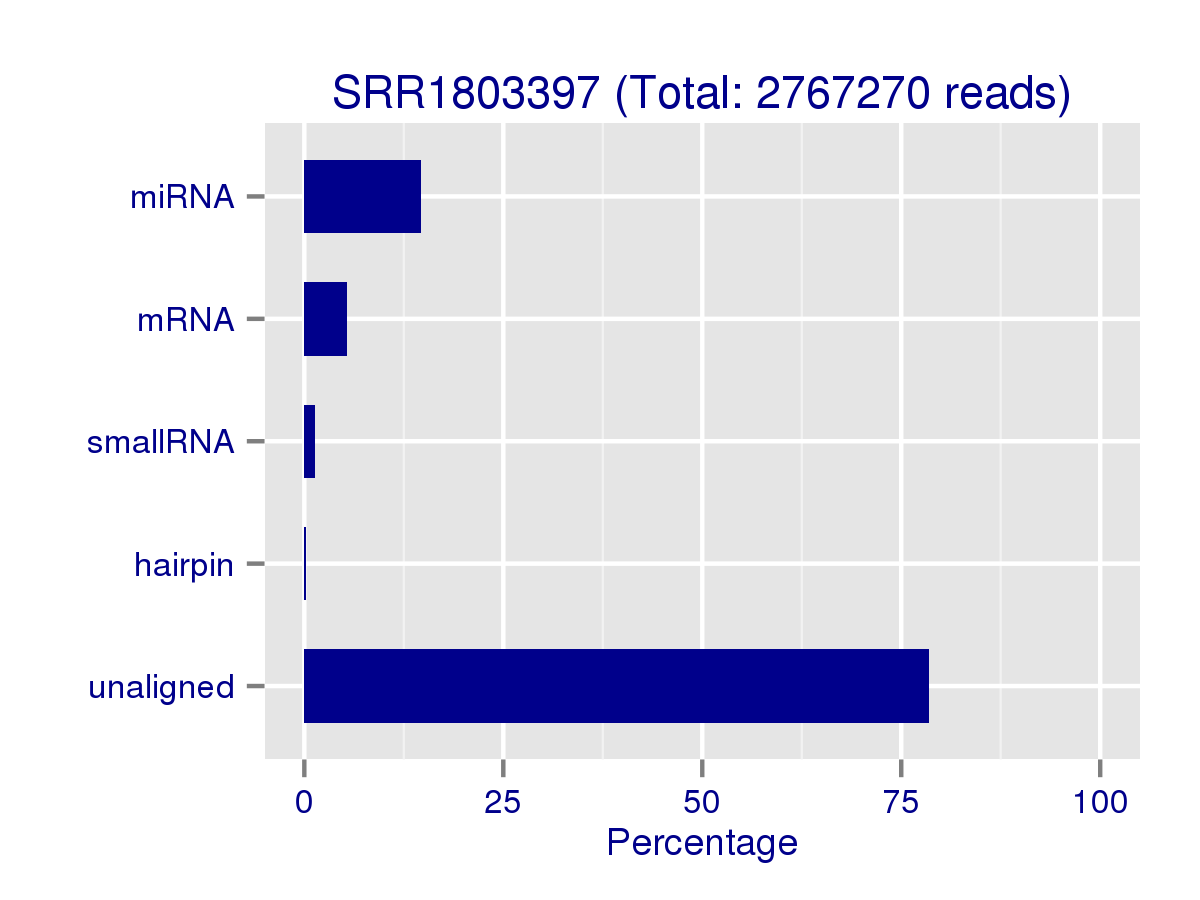 SRR1803397 (Total: 2767270 reads)
miRNA
mRNA
smallRNA
hairpin
unaligned
0 25 50 75 100
Percentage